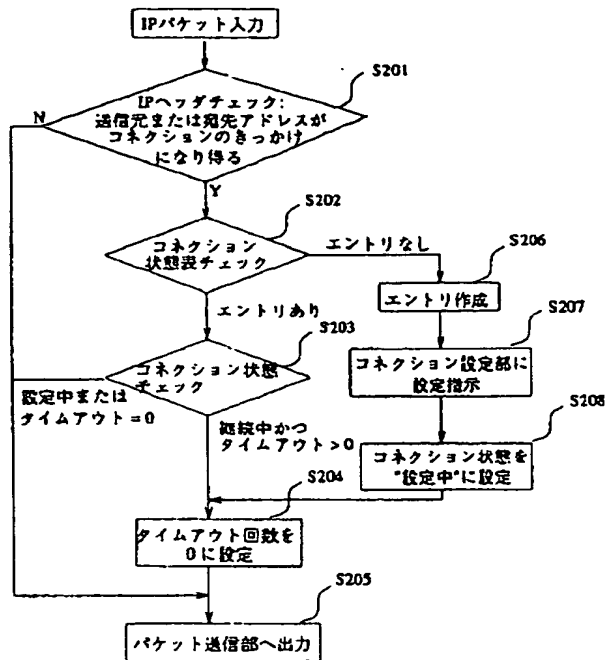 IPパケット入力
S201
IPヘッダチェック:
送信元または宛先アドレスが
コネクションのきっかけ
になり得る
N
Y
S202
コネクション
状態表チェック
エントリなし
S206
エントリ作成
エントリあり
S203
S207
コネクション状態
チェック
コネクション設定部に
設定指示
設定中または
タイムアウト=0
継続中かつ
タイムアウト>0
S208
コネクション状態を
"設定中"に設定
S204
タイムアウト回数を
0に設定
S205
パケット送信部へ出力